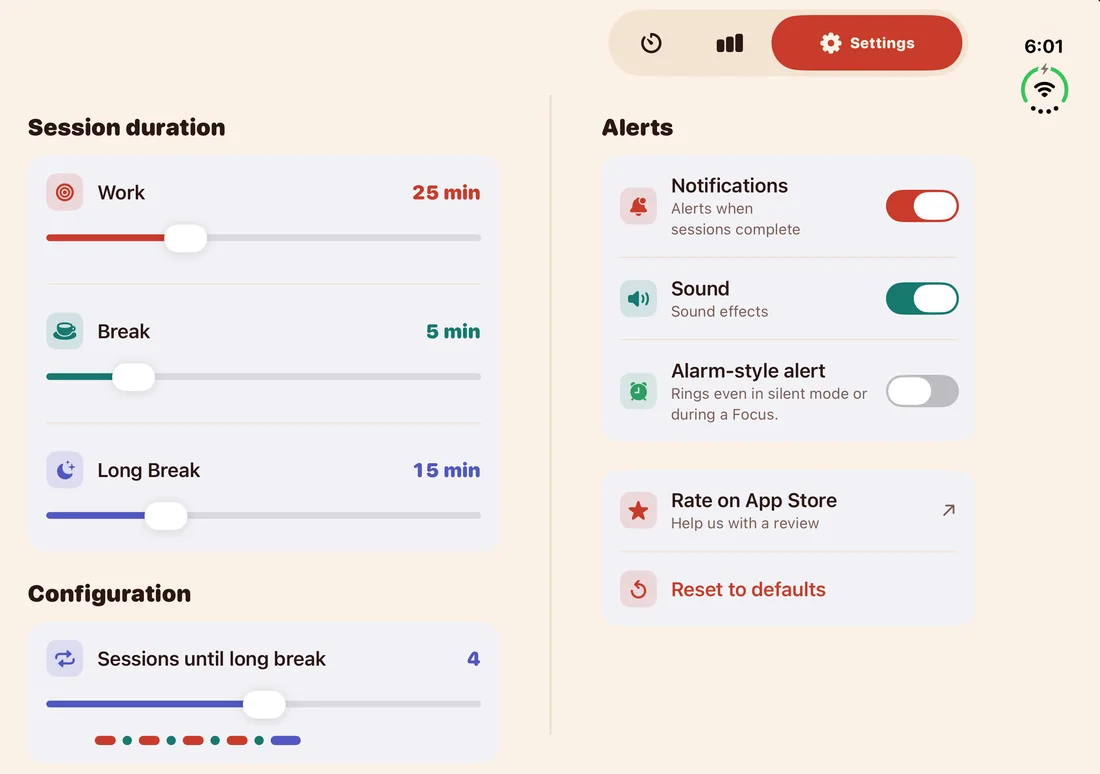 Settings
6:01
Session duration
Work
25 min
Break
5 min
Long Break
15 min
Configuration
Sessions until long break
4
Alerts
Notifications
Alerts when
sessions complete
Sound
Sound effects
Alarm-style alert
Rings even in silent mode or
during a Focus.
Rate on App Store
Help us with a review
Reset to defaults